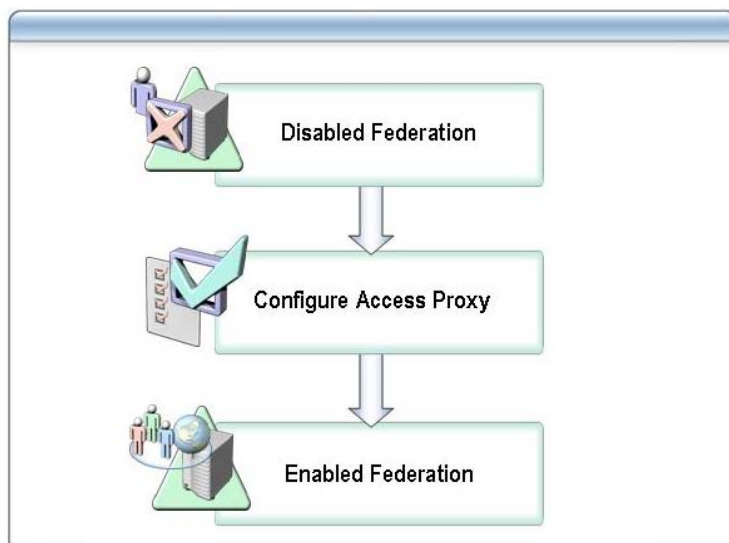 Disabled Federation
Configure Access Proxy
Enabled Federation